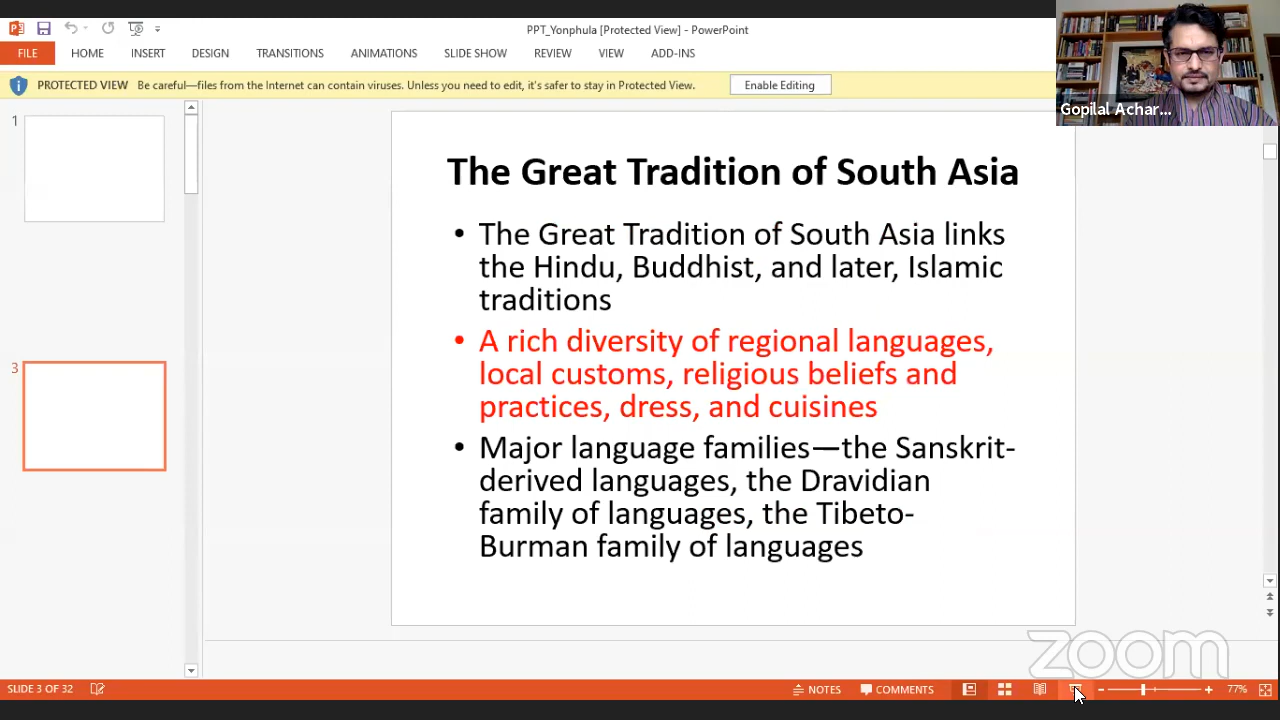 PPT_Yonphula [Protected View] - PowerPoint
FILE HOME INSERT DESIGN TRANSITIONS ANIMATIONS SLIDE SHOW REVIEW VIEW ADD-INS
PROTECTED VIEW Be careful—files from the Internet can contain viruses. Unless you need to edit, it's safer to stay in Protected View. Enable Editing
Gopilal Achar...
1
3
The Great Tradition of South Asia
• The Great Tradition of South Asia links
the Hindu, Buddhist, and later, Islamic
traditions
• A rich diversity of regional languages,
local customs, religious beliefs and
practices, dress, and cuisines
• Major language families—the Sanskrit-
derived languages, the Dravidian
family of languages, the Tibeto-
Burman family of languages
zoom
SLIDE 3 OF 32 NOTES COMMENTS 77%